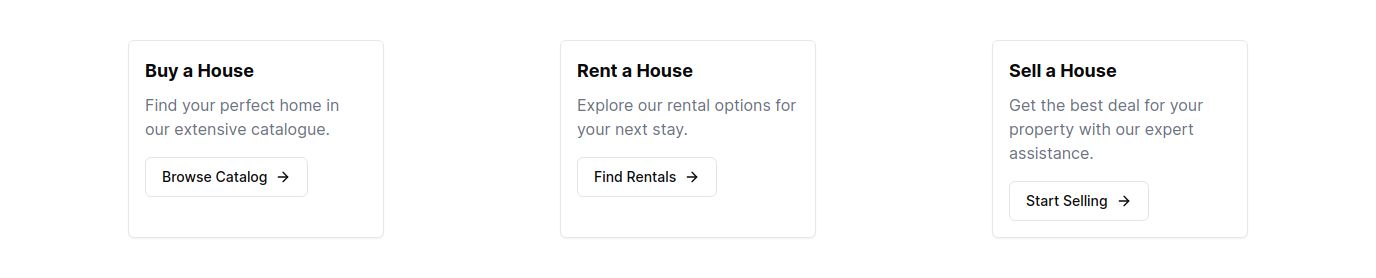 Buy a House
Find your perfect home in
our extensive catalogue.
Browse Catalog
Rent a House
Explore our rental options for
your next stay.
Find Rentals
Sell a House
Get the best deal for your
property with our expert
assistance.
Start Selling